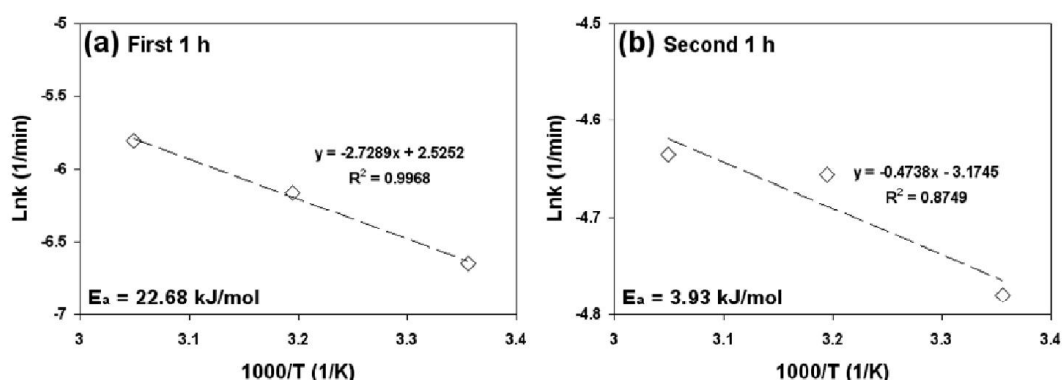 (a) First 1 h
Lnk (1/min)
-5
-5.5
-6
-6.5
-7
y = -2.7289x + 2.5252
R² = 0.9968
Eₐ = 22.68 kJ/mol
3
3.1
3.2
3.3
3.4
1000/T (1/K)
(b) Second 1 h
Lnk (1/min)
-4.5
-4.6
-4.7
-4.8
y = -0.4738x - 3.1745
R² = 0.8749
Eₐ = 3.93 kJ/mol
3
3.1
3.2
3.3
3.4
1000/T (1/K)